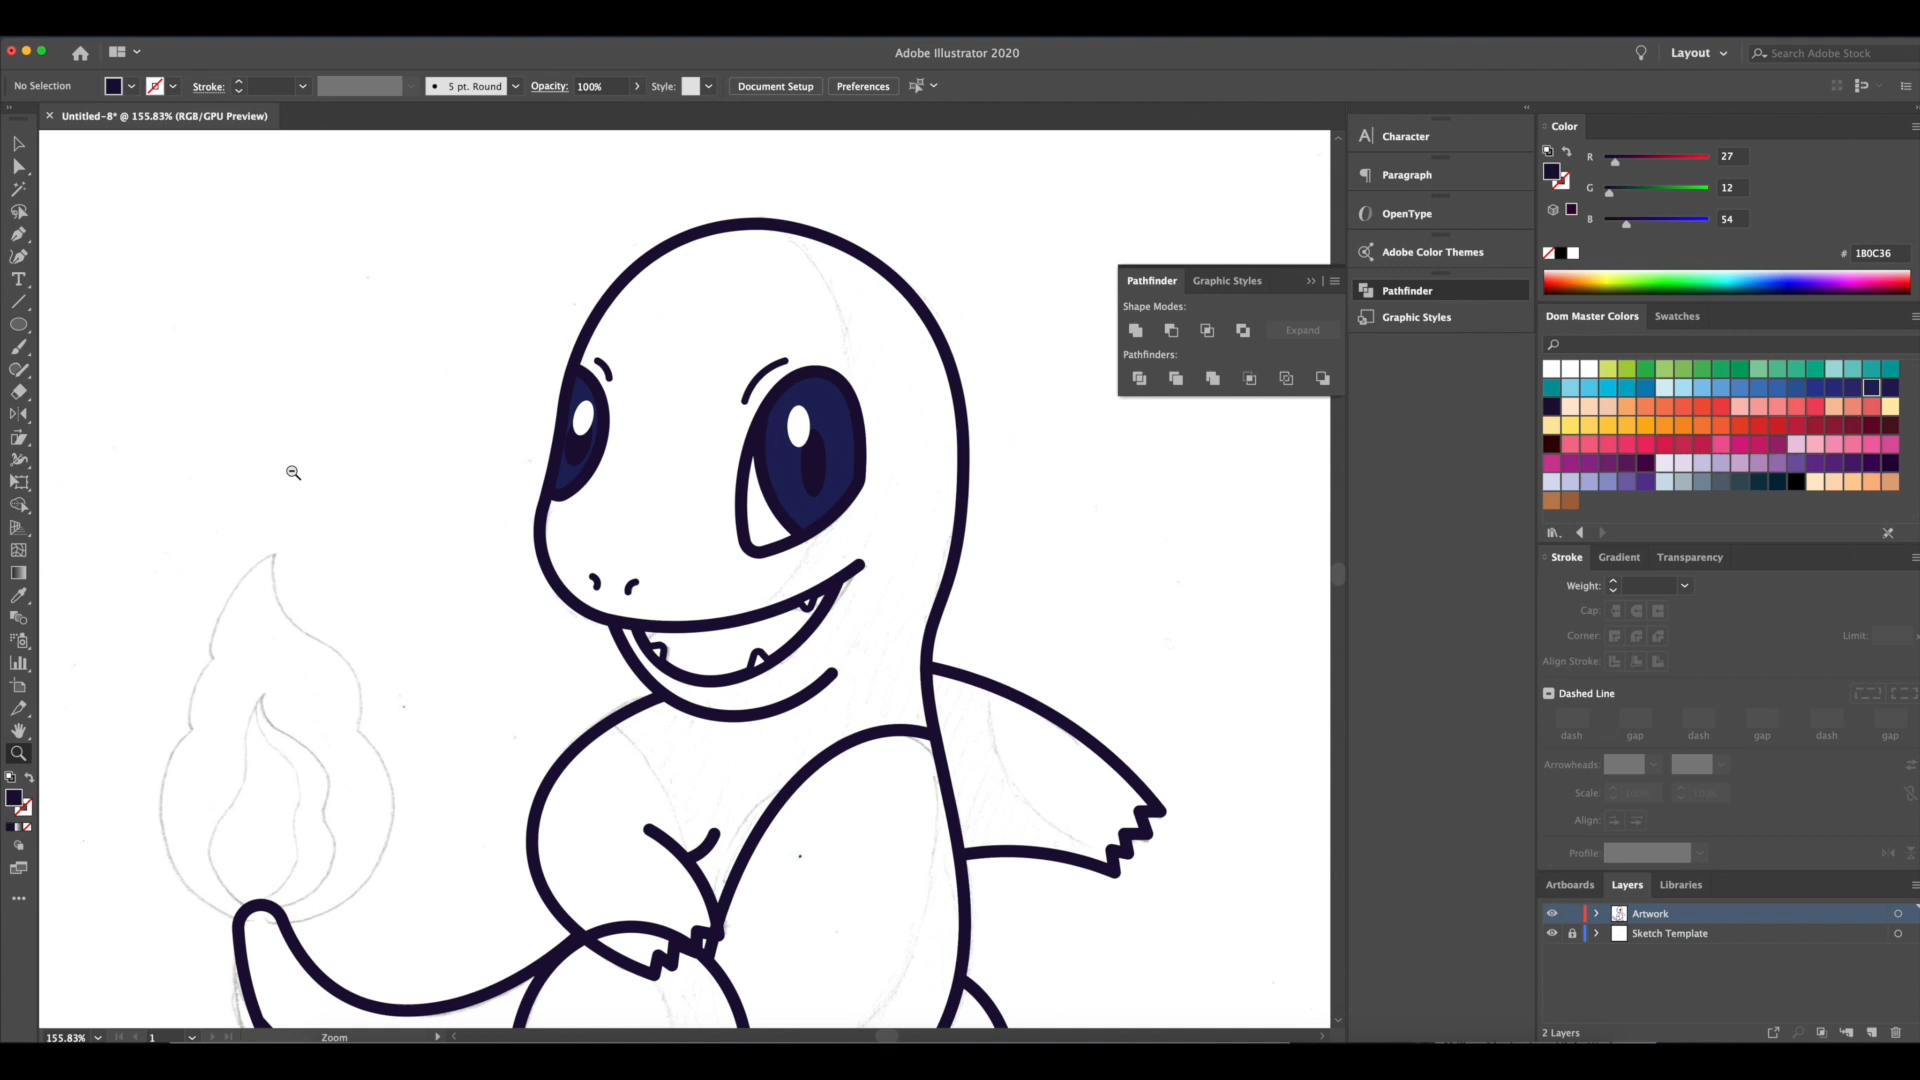 Adobe Illustrator 2020
Layout
Search Adobe Stock
No Selection
Stroke:
5 pt. Round
Opacity:
100%
Style:
Document Setup
Preferences
Untitled-8* @ 155.83% (RGB/GPU Preview)
Character
Paragraph
OpenType
Adobe Color Themes
Pathfinder
Graphic Styles
Pathfinder
Graphic Styles
Shape Modes:
Expand
Pathfinders:
Color
R
27
G
12
B
54
#
1B0C36
Dom Master Colors
Swatches
Stroke
Gradient
Transparency
Weight:
Cap:
Corner:
Limit:
Align Stroke:
Dashed Line
dash
gap
dash
gap
dash
gap
Arrowheads:
Scale:
100%
100%
Align:
Profile:
Artboards
Layers
Libraries
Artwork
Sketch Template
2 Layers
155.83%
1
Zoom